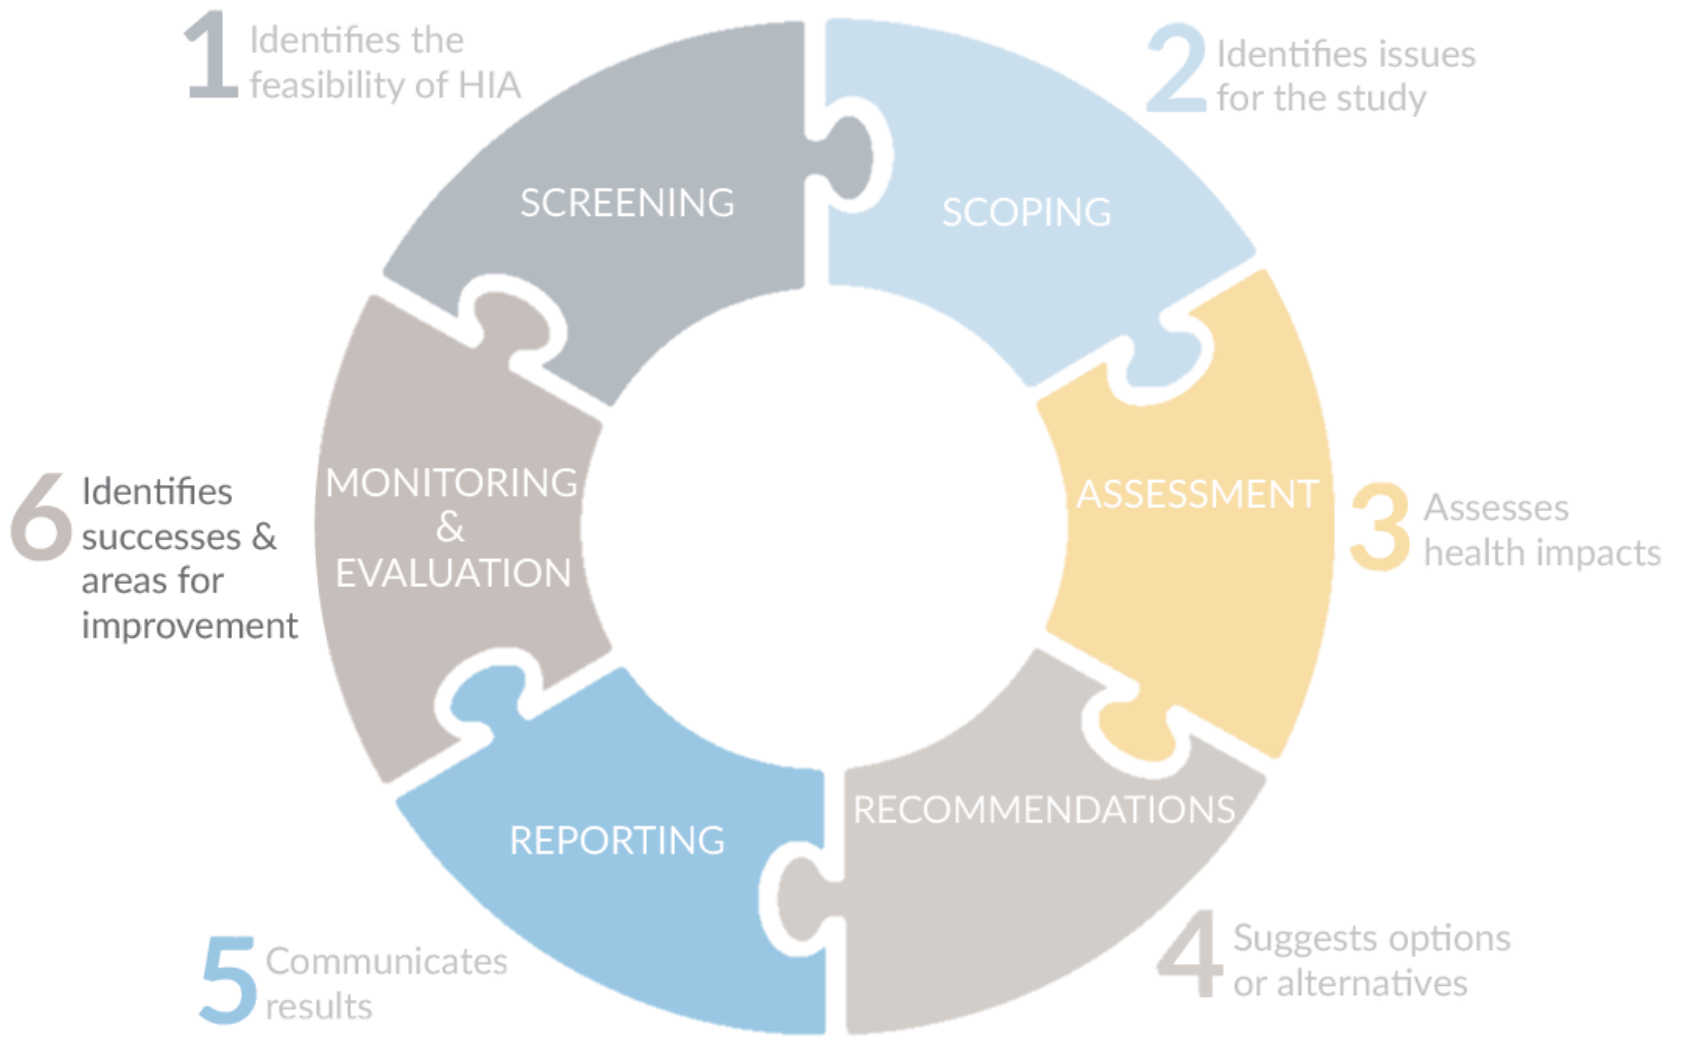 1 Identifies the
feasibility of HIA
SCREENING
2 Identifies issues
for the study
SCOPING
ASSESSMENT
3 Assesses
health impacts
RECOMMENDATIONS
4 Suggests options
or alternatives
REPORTING
5 Communicates
results
MONITORING
&
EVALUATION
6 Identifies
successes &
areas for
improvement